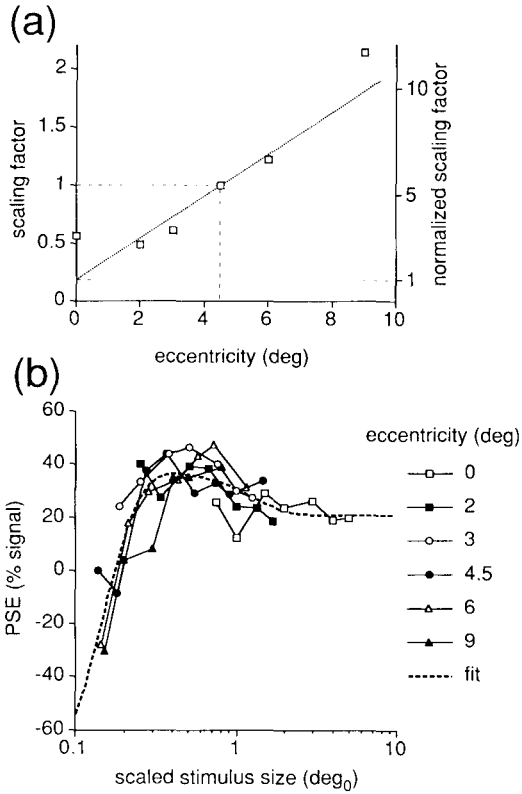 (a)
2
1.5
1
0.5
0
scaling factor
10
5
1
normalized scaling factor
0 2 4 6 8 10
eccentricity (deg)
(b)
60
40
20
0
-20
-40
-60
PSE (% signal)
0.1 1 10
scaled stimulus size (deg0)
eccentricity (deg)
0
2
3
4.5
6
9
fit